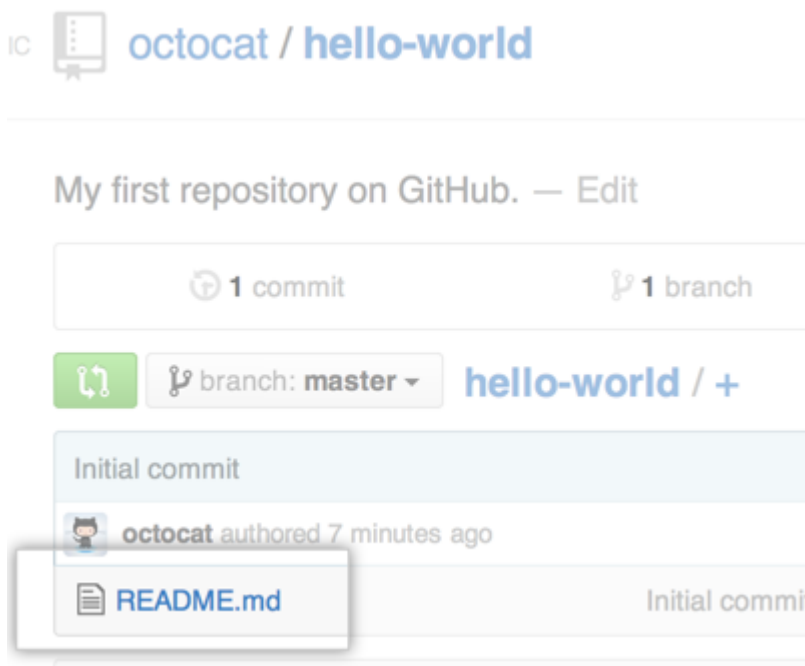 IC octocat / hello-world
My first repository on GitHub. — Edit
1 commit 1 branch
branch: master hello-world / +
Initial commit
octocat authored 7 minutes ago
README.md Initial commi